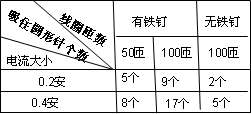 线圈匝数
吸住圆形针个数
电流大小
有铁钉 无铁钉
50匝 100匝 100匝
0.2安 5个 9个 2个
0.4安 8个 17个 5个